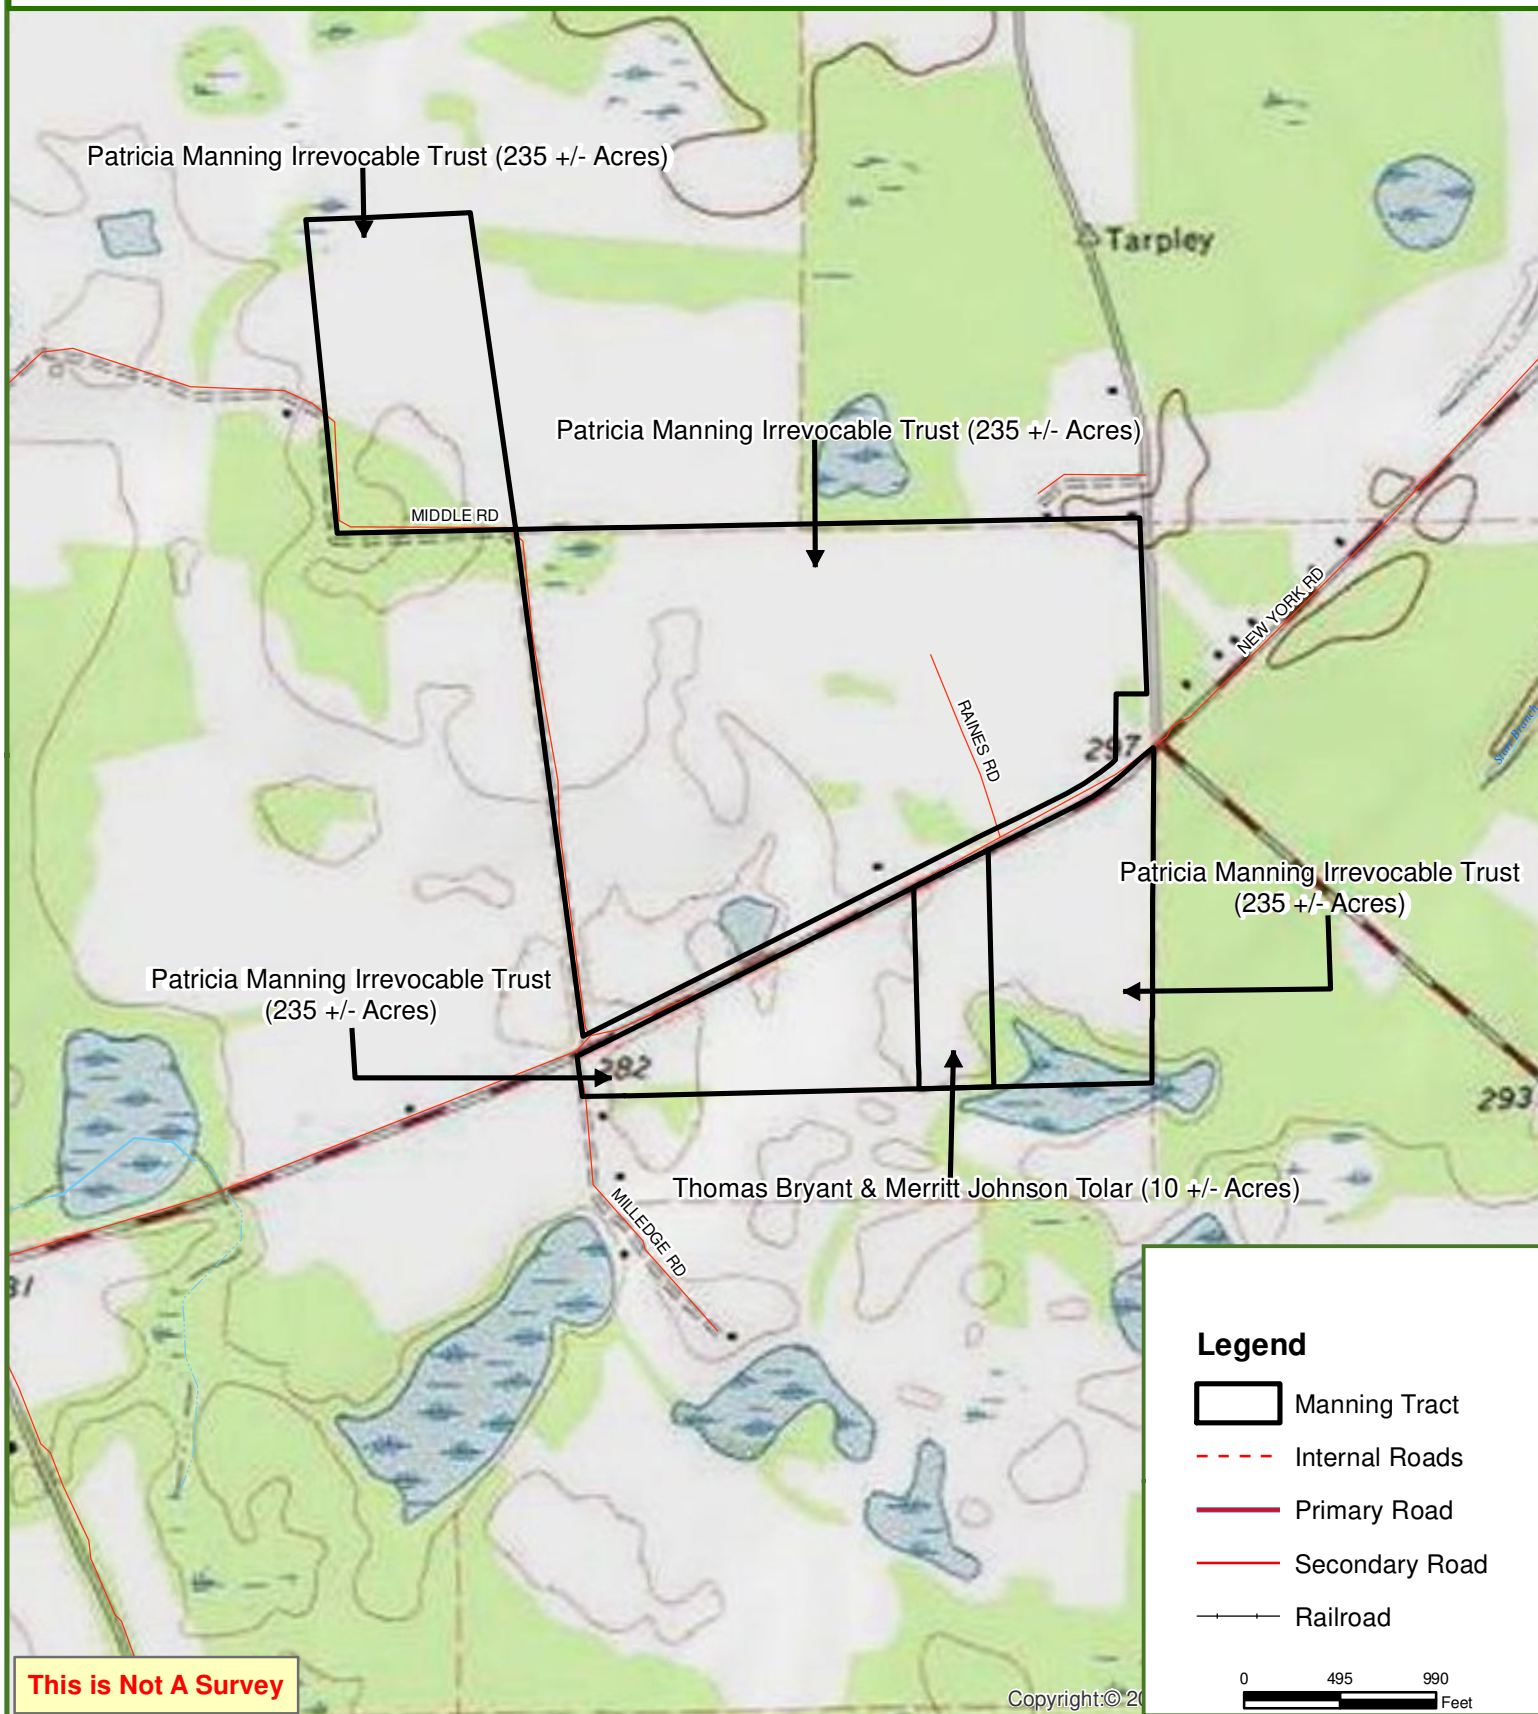 Patricia Manning Irrevocable Trust (235 +/- Acres)
Tarpley
Patricia Manning Irrevocable Trust (235 +/- Acres)
MIDDLE RD
NEW YORK RD
RAINES RD
297
Patricia Manning Irrevocable Trust
(235 +/- Acres)
Patricia Manning Irrevocable Trust
(235 +/- Acres)
282
293
Thomas Bryant & Merritt Johnson Tolar (10 +/- Acres)
MILLEDGE RD
Legend
Manning Tract
Internal Roads
Primary Road
Secondary Road
Railroad
0 495 990
Feet
This is Not A Survey
Copyright:© 20